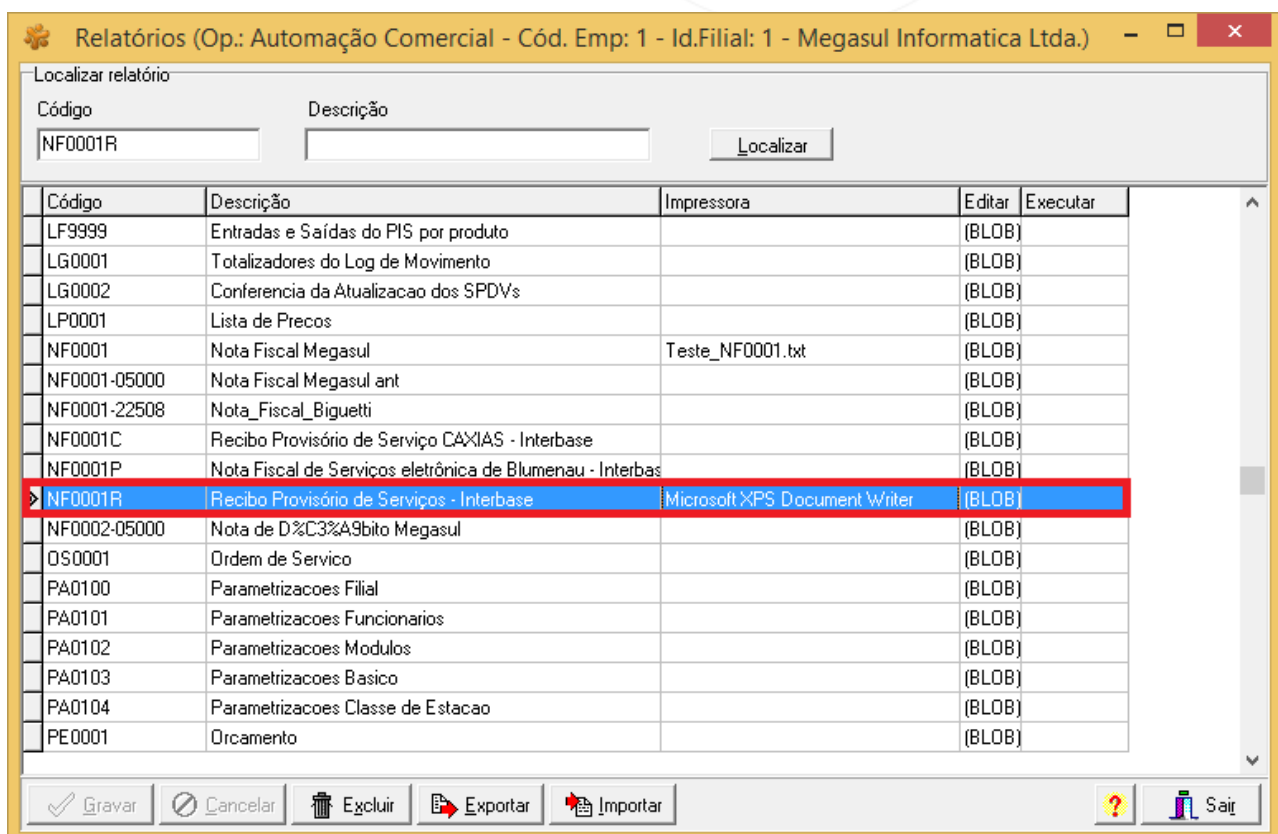 Relatórios (Op.: Automação Comercial - Cód. Emp: 1 - Id.Filial: 1 - Megasul Informatica Ltda.)
Localizar relatório
Código Descrição
NF0001R Localizar
Código Descrição Impressora Editar Executar
LF9999 Entradas e Saídas do PIS por produto (BLOB)
LG0001 Totalizadores do Log de Movimento (BLOB)
LG0002 Conferencia da Atualizacao dos SPDVs (BLOB)
LP0001 Lista de Precos (BLOB)
NF0001 Nota Fiscal Megasul Teste_NF0001.txt (BLOB)
NF0001-05000 Nota Fiscal Megasul ant (BLOB)
NF0001-22508 Nota_Fiscal_Biguetti (BLOB)
NF0001C Recibo Provisório de Serviço CAXIAS - Interbase (BLOB)
NF0001P Nota Fiscal de Serviços eletrônica de Blumenau - Interbas (BLOB)
NF0001R Recibo Provisório de Serviços - Interbase Microsoft XPS Document Writer (BLOB)
NF0002-05000 Nota de D%C3%A9bito Megasul (BLOB)
OS0001 Ordem de Servico (BLOB)
PA0100 Parametrizacoes Filial (BLOB)
PA0101 Parametrizacoes Funcionarios (BLOB)
PA0102 Parametrizacoes Modulos (BLOB)
PA0103 Parametrizacoes Basico (BLOB)
PA0104 Parametrizacoes Classe de Estacao (BLOB)
PE0001 Orcamento (BLOB)
Gravar Cancelar Excluir Exportar Importar ? Sair